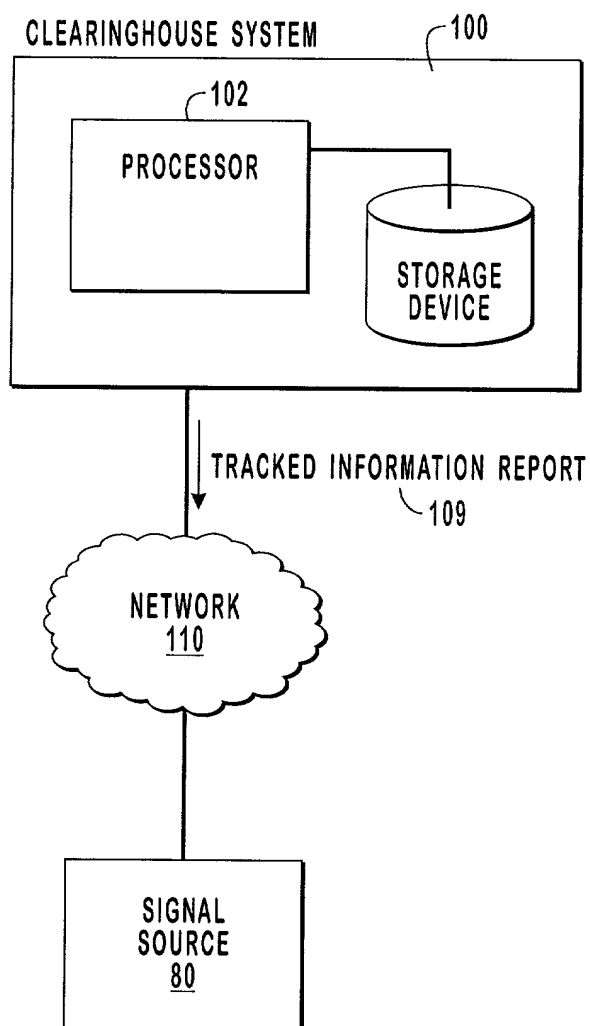 CLEARINGHOUSE SYSTEM
100
102
PROCESSOR
STORAGE
DEVICE
TRACKED INFORMATION REPORT
109
NETWORK
110
SIGNAL
SOURCE
80